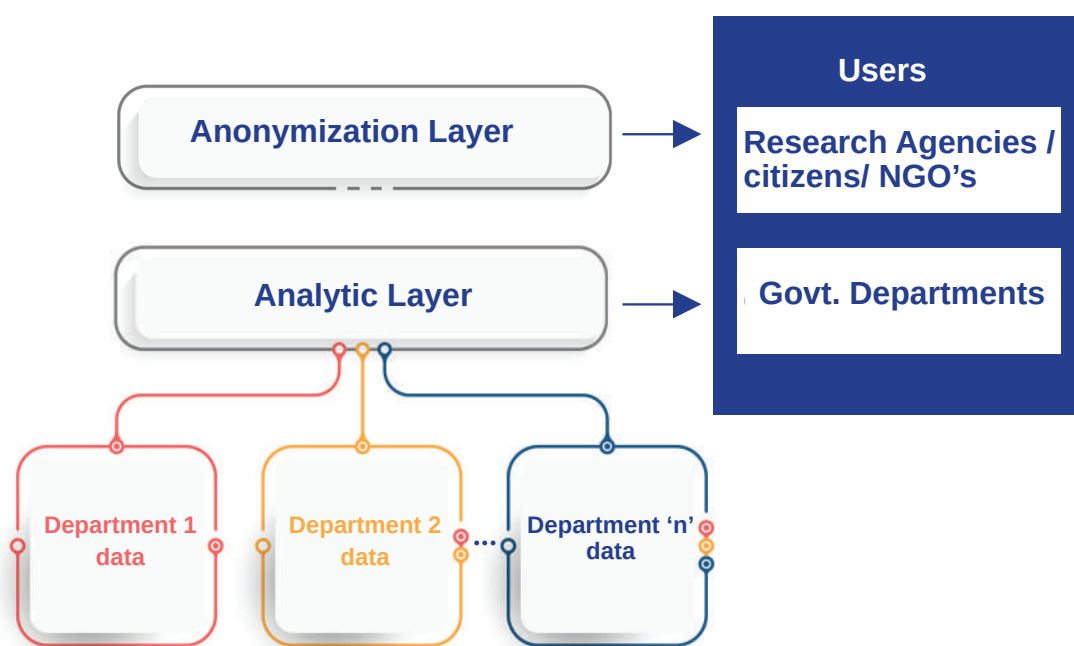 Users
Anonymization Layer
Research Agencies /
citizens/ NGO’s
Analytic Layer
Govt. Departments
Department 1
data
Department 2
data
...
Department ‘n’
data